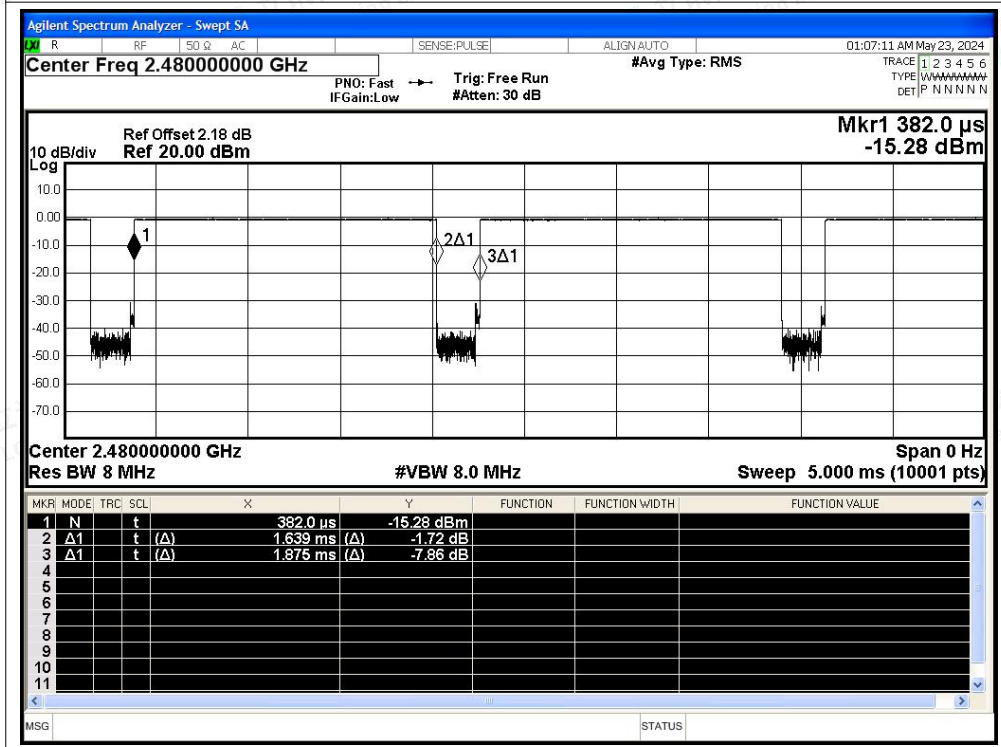 Agilent Spectrum Analyzer - Swept SA
LXI R RF 50 Ω AC SENSE:PULSE ALIGN AUTO 01:07:11 AM May 23, 2024
Center Freq 2.480000000 GHz #Avg Type: RMS TRACE 1 2 3 4 5 6
PNO: Fast Trig: Free Run TYPE WWWWWW
IFGain:Low #Atten: 30 dB DET P N N N N N
Mkr1 382.0 µs
-15.28 dBm
Ref Offset 2.18 dB
10 dB/div Ref 20.00 dBm
Log
10.0
0.00
-10.0
-20.0
-30.0
-40.0
-50.0
-60.0
-70.0
1
2Δ1
3Δ1
Center 2.480000000 GHz Span 0 Hz
Res BW 8 MHz #VBW 8.0 MHz Sweep 5.000 ms (10001 pts)
MKR MODE TRC SCL X Y FUNCTION FUNCTION WIDTH FUNCTION VALUE
1 N t 382.0 µs -15.28 dBm
2 Δ1 t (Δ) 1.639 ms (Δ) -1.72 dB
3 Δ1 t (Δ) 1.875 ms (Δ) -7.86 dB
4
5
6
7
8
9
10
11
MSG STATUS